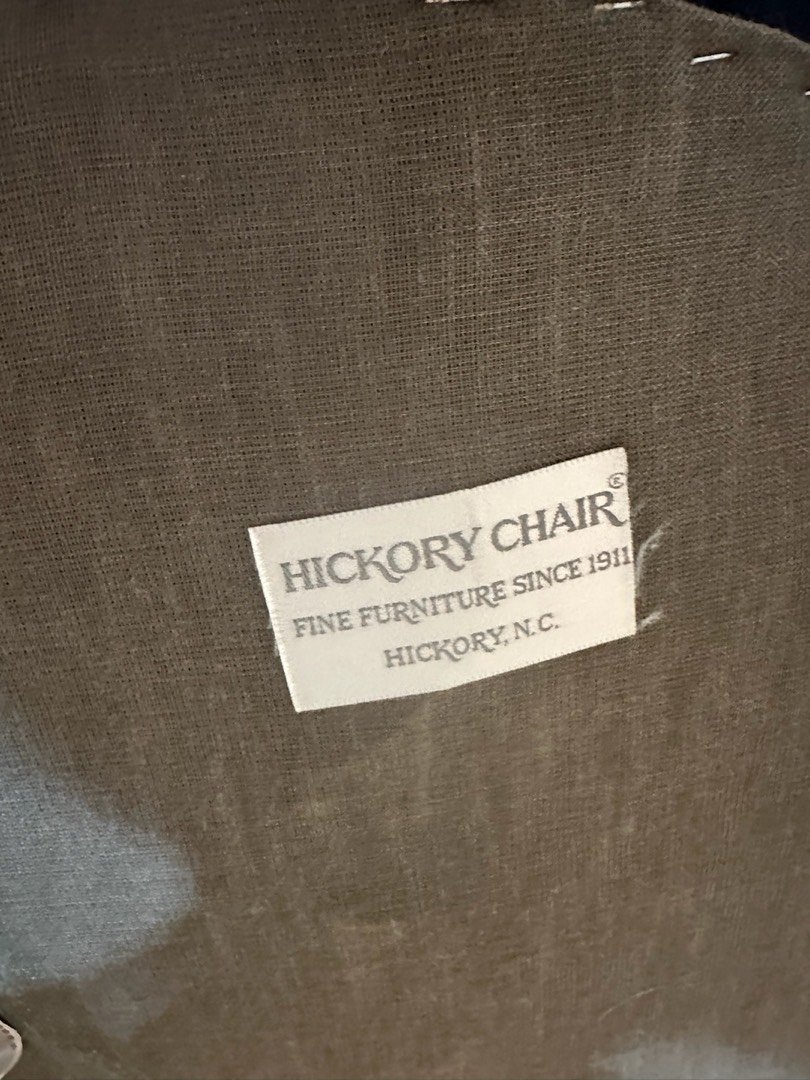 HICKORY CHAIR®
FINE FURNITURE SINCE 1911
HICKORY, N.C.